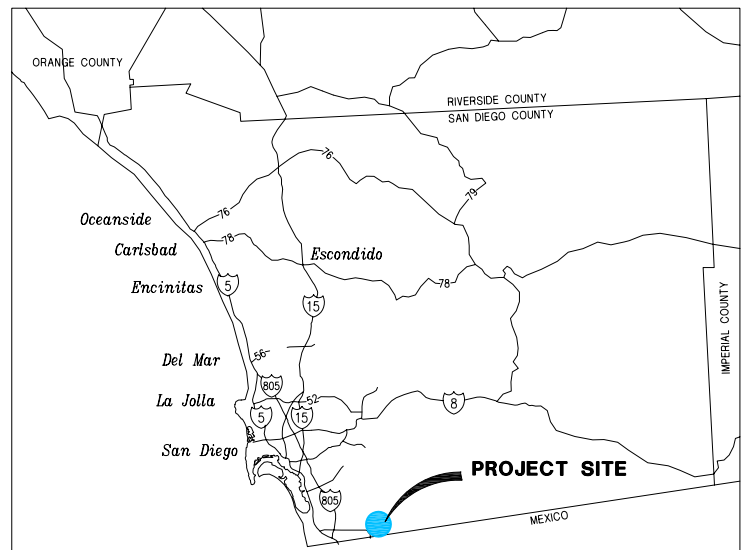 ORANGE COUNTY
RIVERSIDE COUNTY
SAN DIEGO COUNTY
76
79
76
Oceanside
78
Carlsbad
Escondido
Encinitas
5
78
15
IMPERIAL COUNTY
Del Mar
56
805
La Jolla
52
8
5
15
San Diego
PROJECT SITE
805
MEXICO